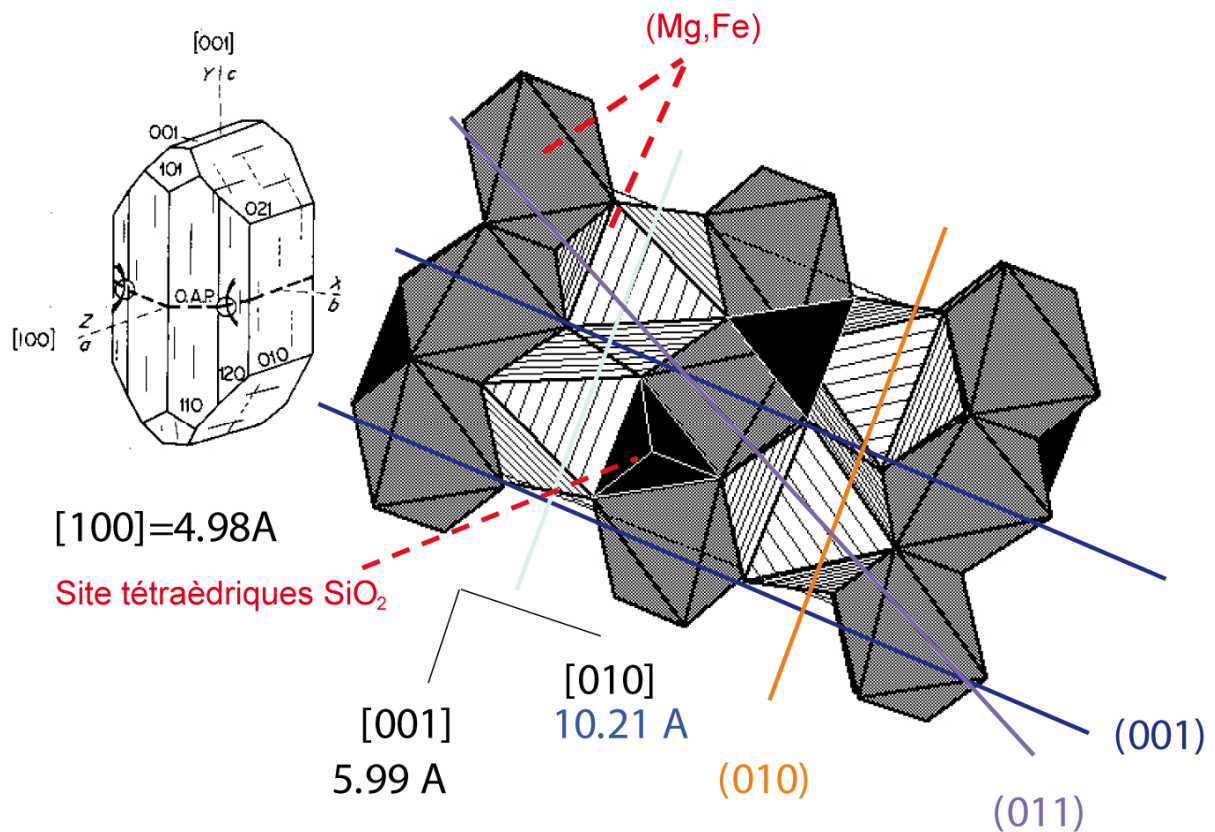 [001]
Y c
001
101
021
O.A.P.
X
b
Z
a
[100]
120
010
110
(Mg,Fe)
[100]=4.98A
Site tétraèdriques SiO₂
[001]
5.99 A
[010]
10.21 A
(010)
(001)
(011)